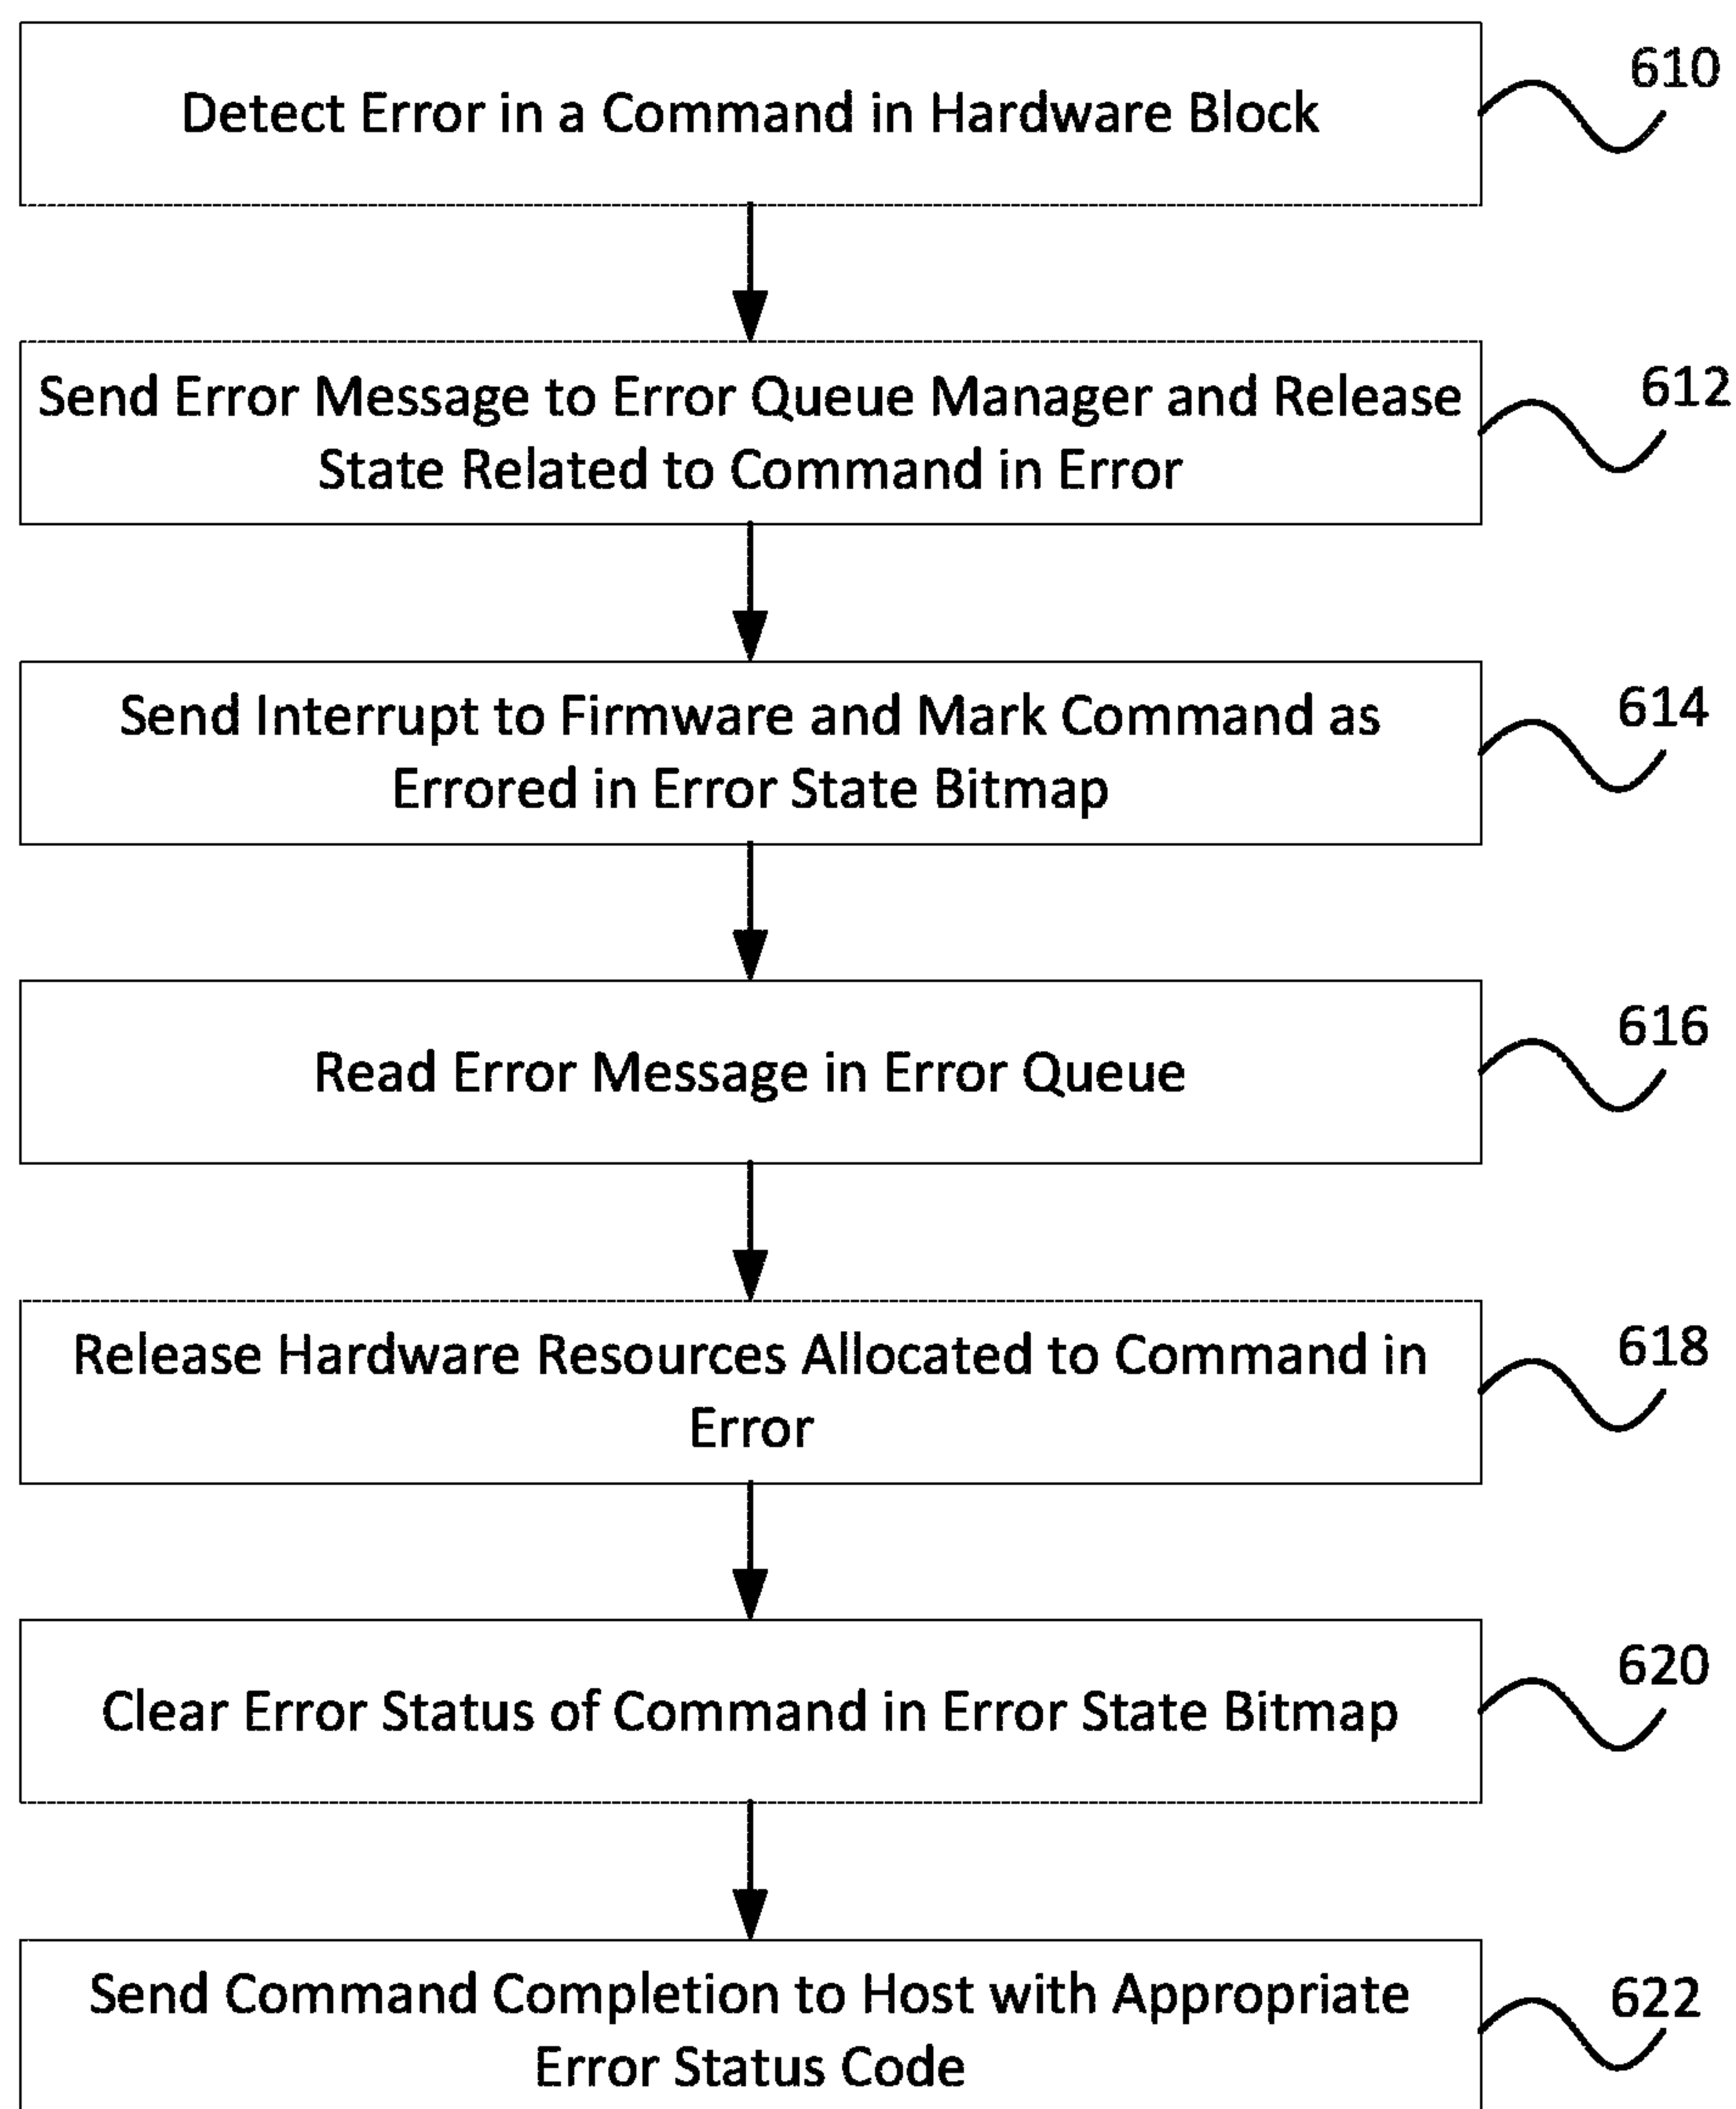 Detect Error in a Command in Hardware Block
610
Send Error Message to Error Queue Manager and Release
State Related to Command in Error
612
Send Interrupt to Firmware and Mark Command as
Errored in Error State Bitmap
614
Read Error Message in Error Queue
616
Release Hardware Resources Allocated to Command in
Error
618
Clear Error Status of Command in Error State Bitmap
620
Send Command Completion to Host with Appropriate
Error Status Code
622